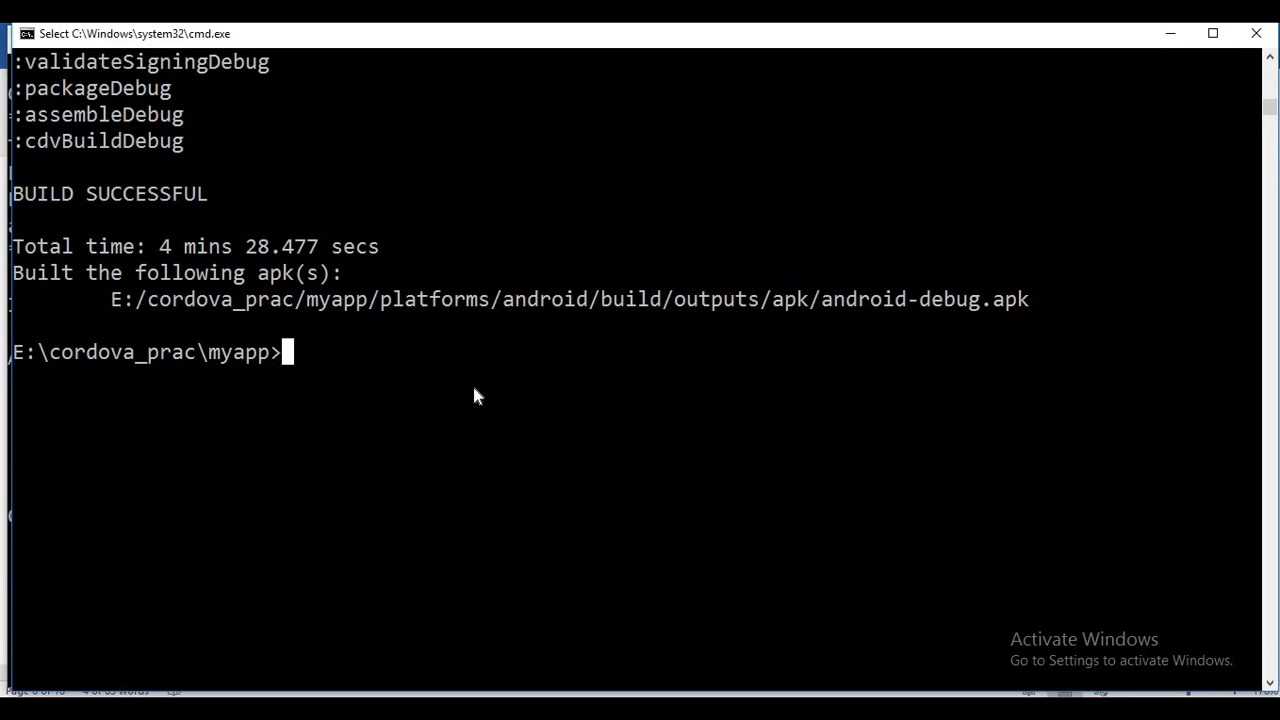 Select C:\Windows\system32\cmd.exe
:validateSigningDebug
:packageDebug
:assembleDebug
:cdvBuildDebug
BUILD SUCCESSFUL
Total time: 4 mins 28.477 secs
Built the following apk(s):
E:/cordova_prac/myapp/platforms/android/build/outputs/apk/android-debug.apk
E:\cordova_prac\myapp>
Activate Windows
Go to Settings to activate Windows.